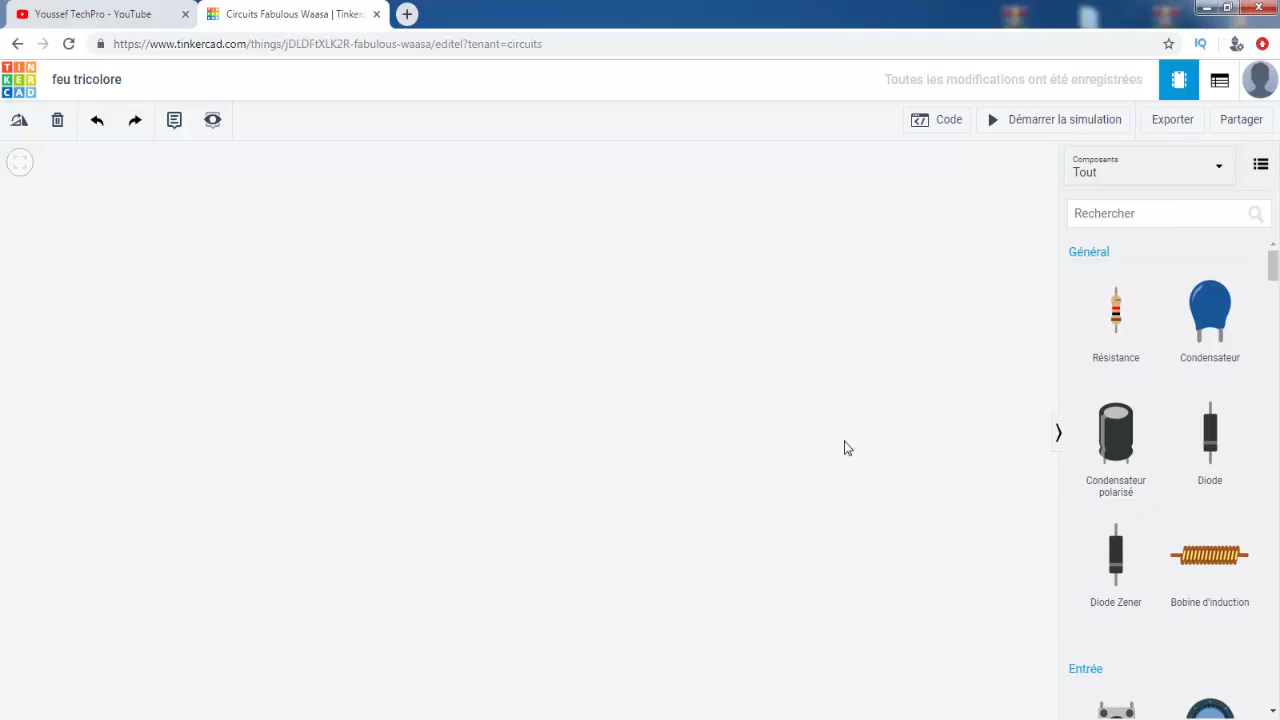 Youssef TechPro - YouTube
Circuits Fabulous Waasa | Tinker
https://www.tinkercad.com/things/jDLDFtXLK2R-fabulous-waasa/editel?tenant=circuits
IQ
TIN
KER
CAD
feu tricolore
Toutes les modifications ont été enregistrées
Code
Démarrer la simulation
Exporter
Partager
Composants
Tout
Rechercher
Général
Résistance
Condensateur
Condensateur
polarisé
Diode
Diode Zener
Bobine d'induction
Entrée